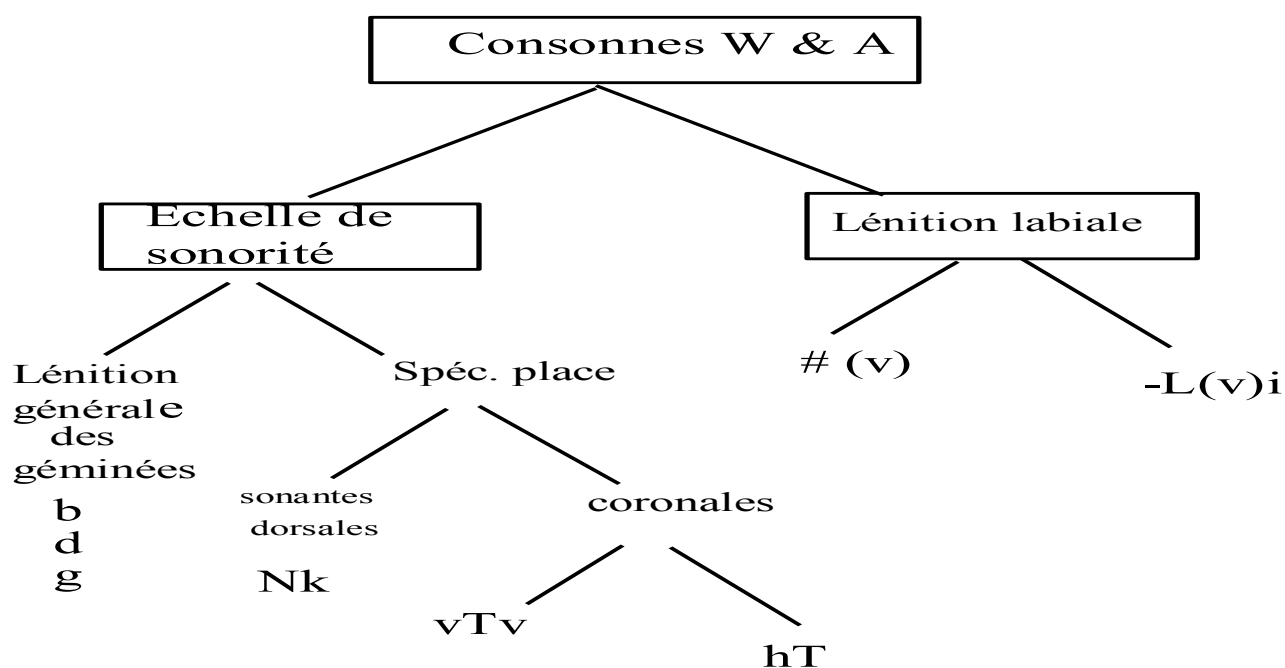 Consonnes W & A
Echelle de
sonorité
Lénition labiale
Lénition
générale
des
géminées
b
d
g
Spéc. place
sonantes
dorsales
Nk
coronales
vTv
hT
# (v)
-L(v)i